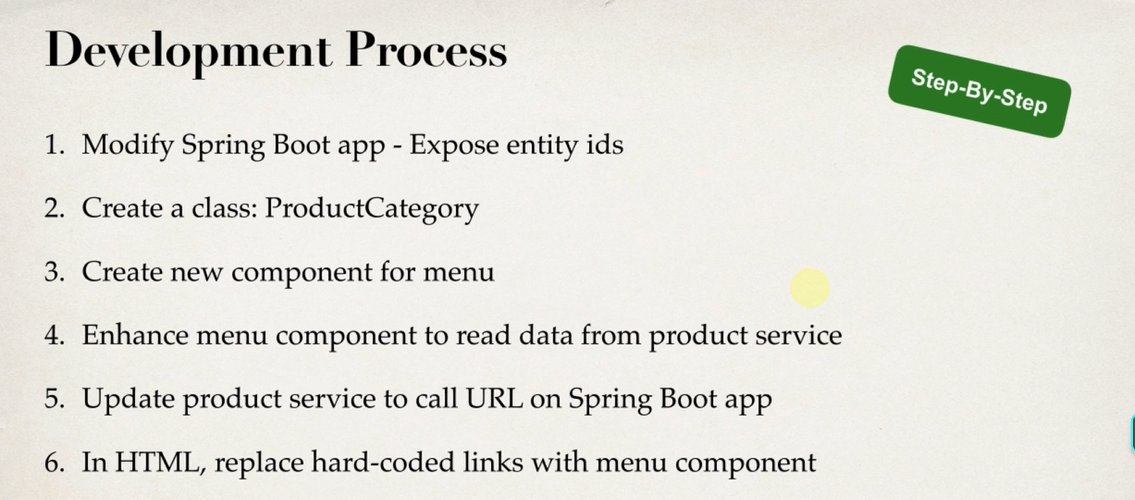 Development Process
Step-By-Step
1. Modify Spring Boot app - Expose entity ids
2. Create a class: ProductCategory
3. Create new component for menu
4. Enhance menu component to read data from product service
5. Update product service to call URL on Spring Boot app
6. In HTML, replace hard-coded links with menu component